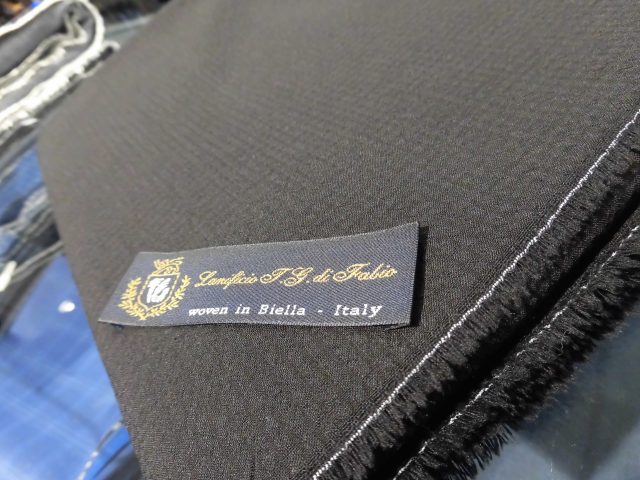 Lanificio T.G. di Fabio
woven in Biella - Italy